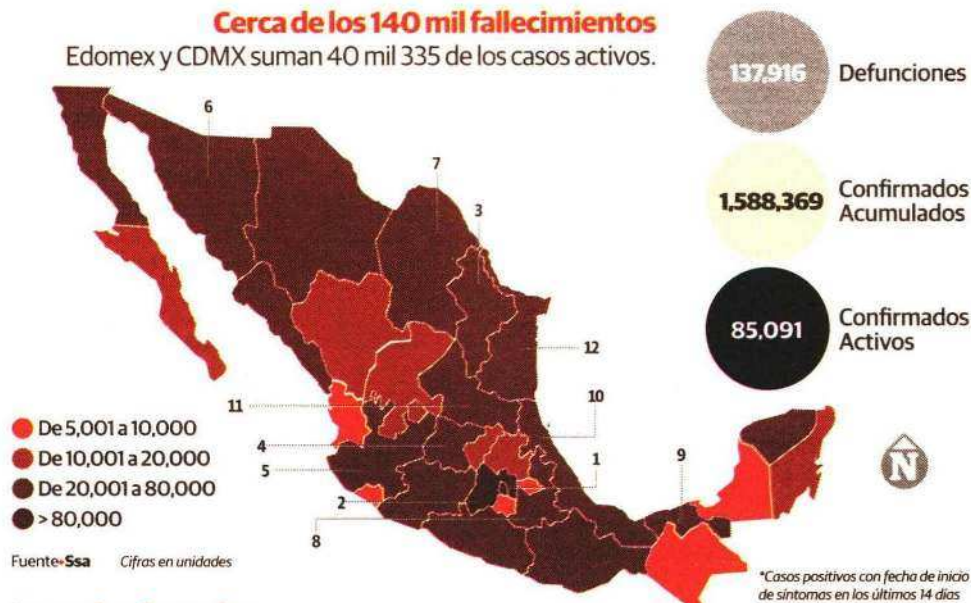 Cerca de los 140 mil fallecimientos
Edomex y CDMX suman 40 mil 335 de los casos activos.
137,916
Defunciones
1,588,369
Confirmados
Acumulados
85,091
Confirmados
Activos
6
7
3
12
11
10
4
1
9
5
2
8
De 5,001 a 10,000
De 10,001 a 20,000
De 20,001 a 80,000
> 80,000
N
Fuente•Ssa Cifras en unidades
*Casos positivos con fecha de inicio
de síntomas en los últimos 14 días